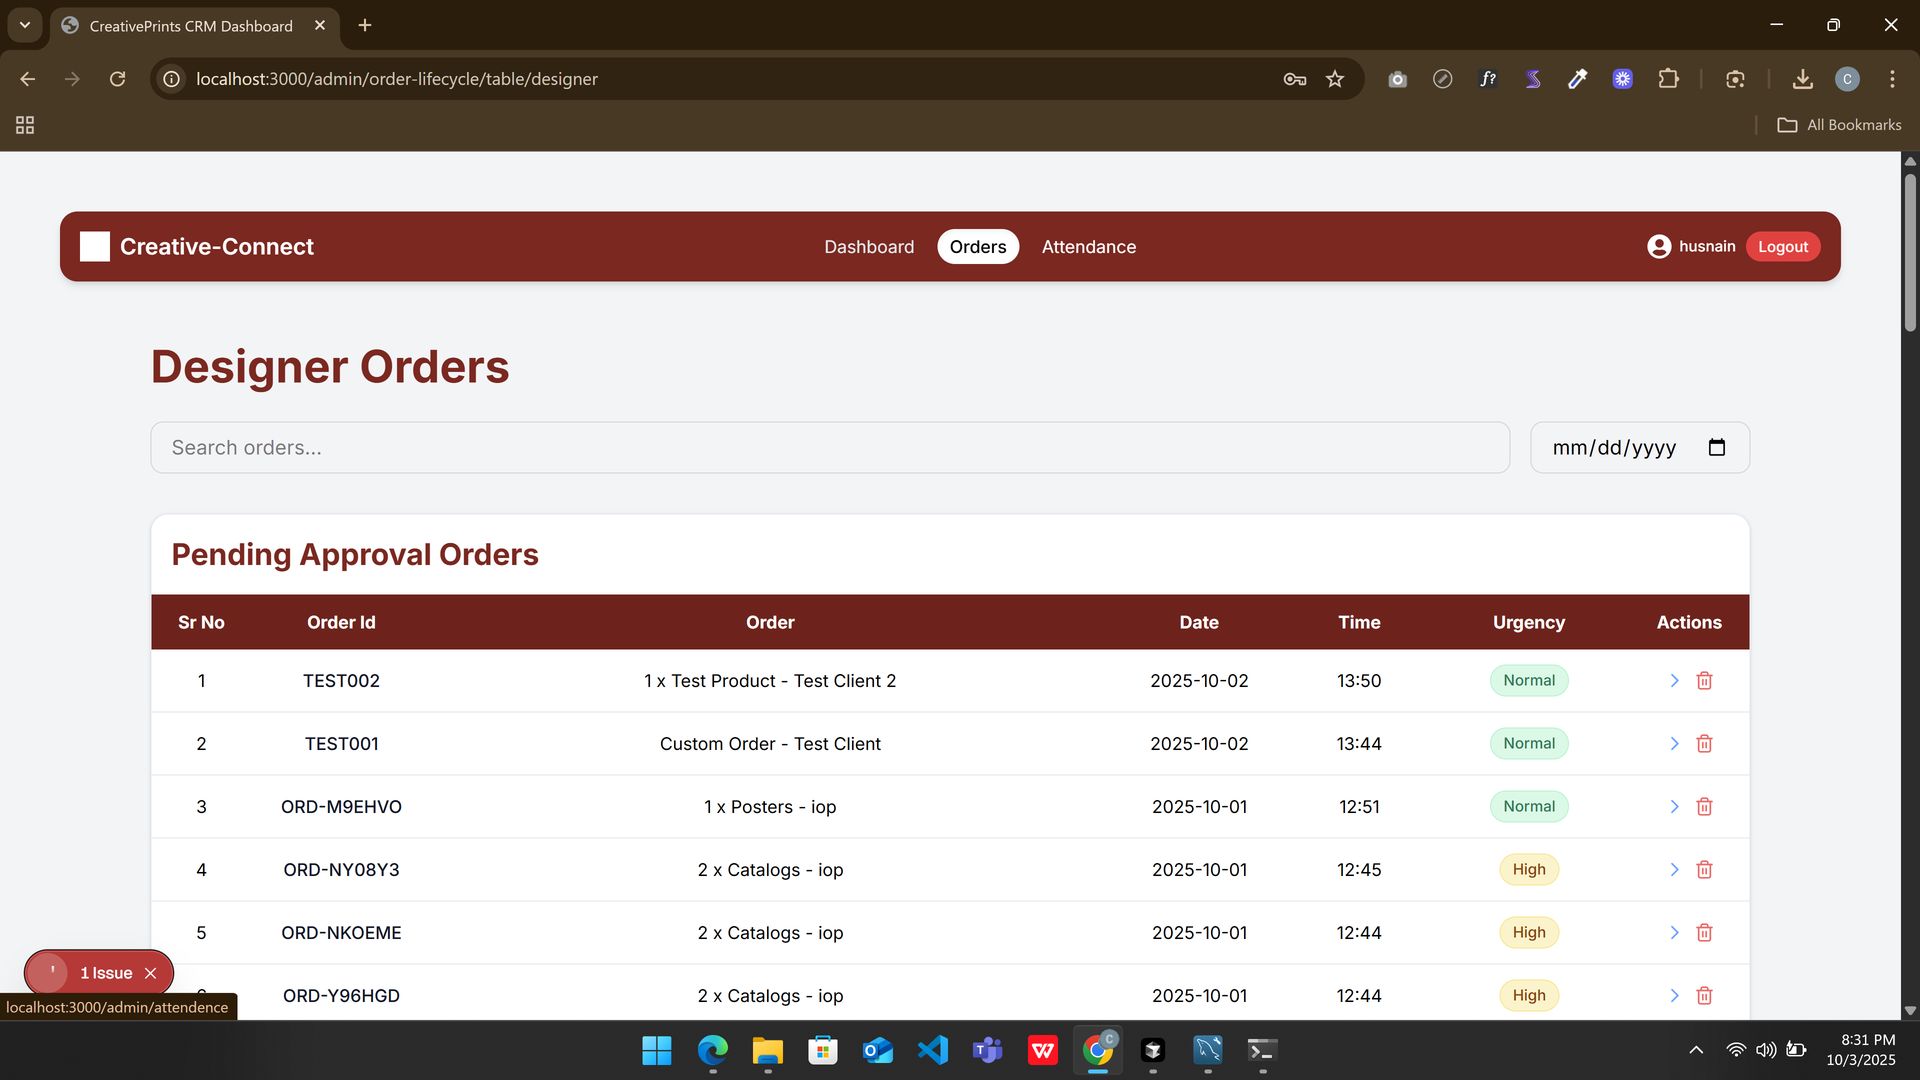 CreativePrints CRM Dashboard
localhost:3000/admin/order-lifecycle/table/designer
f?
C
All Bookmarks
Creative-Connect
Dashboard
Orders
Attendance
husnain
Logout
Designer Orders
Search orders...
mm/dd/yyyy
Pending Approval Orders
Sr No Order Id Order Date Time Urgency Actions
1 TEST002 1 x Test Product - Test Client 2 2025-10-02 13:50 Normal
2 TEST001 Custom Order - Test Client 2025-10-02 13:44 Normal
3 ORD-M9EHVO 1 x Posters - iop 2025-10-01 12:51 Normal
4 ORD-NY08Y3 2 x Catalogs - iop 2025-10-01 12:45 High
5 ORD-NKOEME 2 x Catalogs - iop 2025-10-01 12:44 High
ORD-Y96HGD 2 x Catalogs - iop 2025-10-01 12:44 High
1 Issue
localhost:3000/admin/attendence
8:31 PM
10/3/2025